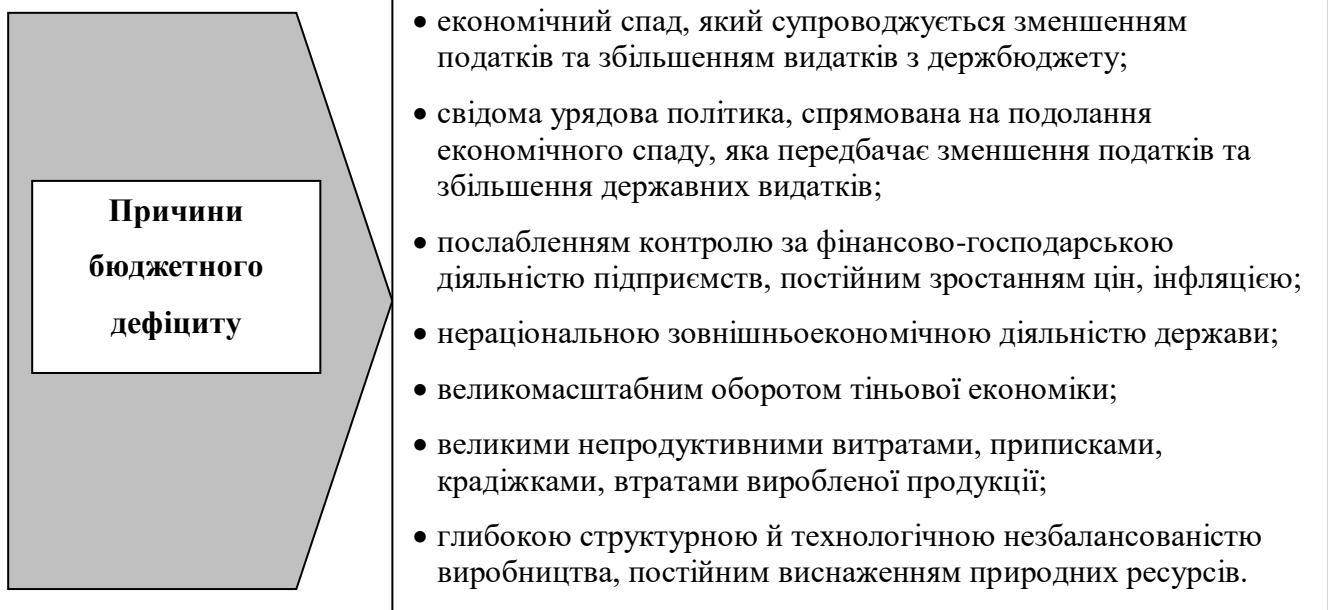 Причини
бюджетного
дефіциту
• економічний спад, який супроводжується зменшенням
податків та збільшенням видатків з держбюджету;
• свідома урядова політика, спрямована на подолання
економічного спаду, яка передбачає зменшення податків та
збільшення державних видатків;
• послабленням контролю за фінансово-господарською
діяльністю підприємств, постійним зростанням цін, інфляцією;
• нераціональною зовнішньоекономічною діяльністю держави;
• великомасштабним оборотом тіньової економіки;
• великими непродуктивними витратами, приписками,
крадіжками, втратами виробленої продукції;
• глибокою структурною й технологічною незбалансованістю
виробництва, постійним виснаженням природних ресурсів.